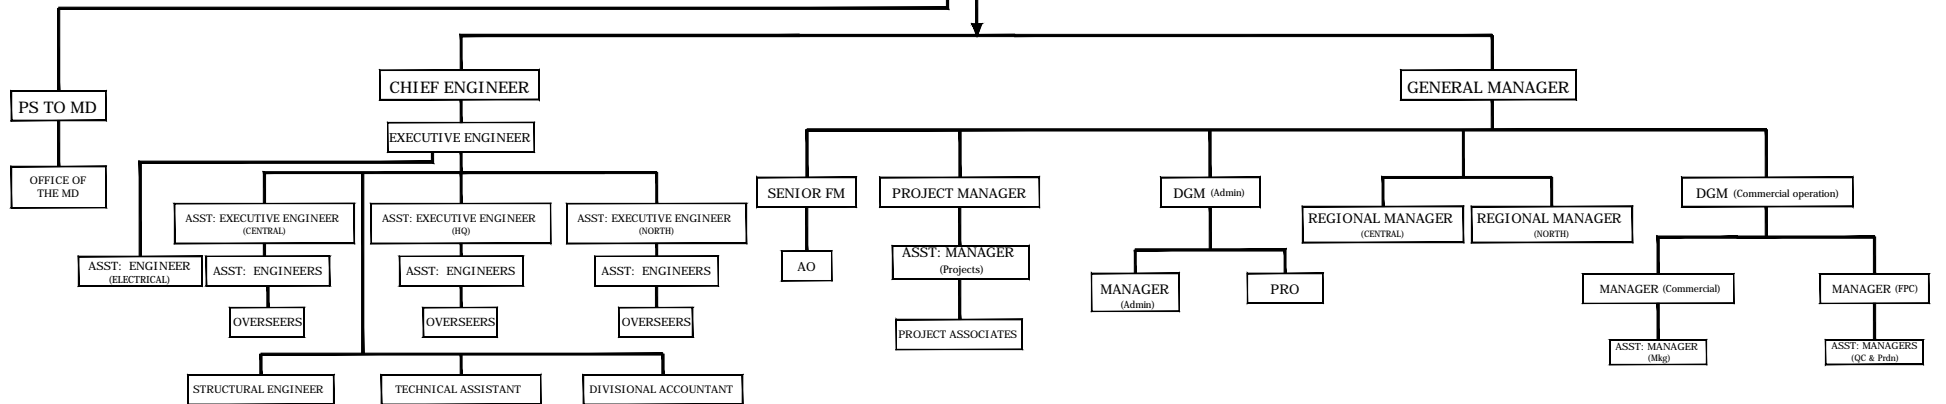 CHIEF ENGINEER
GENERAL MANAGER
PS TO MD
EXECUTIVE ENGINEER
OFFICE OF
THE MD
SENIOR FM
PROJECT MANAGER
DGM (Admin)
DGM (Commercial operation)
ASST: EXECUTIVE ENGINEER
(CENTRAL)
ASST: EXECUTIVE ENGINEER
(HQ)
ASST: EXECUTIVE ENGINEER
(NORTH)
REGIONAL MANAGER
(CENTRAL)
REGIONAL MANAGER
(NORTH)
ASST: ENGINEER
(ELECTRICAL)
ASST: ENGINEERS
ASST: ENGINEERS
ASST: ENGINEERS
AO
ASST: MANAGER
(Projects)
MANAGER
(Admin)
PRO
MANAGER (Commercial)
MANAGER (FPC)
OVERSEERS
OVERSEERS
OVERSEERS
PROJECT ASSOCIATES
ASST: MANAGER
(Mkg)
ASST: MANAGERS
(QC & Prdn)
STRUCTURAL ENGINEER
TECHNICAL ASSISTANT
DIVISIONAL ACCOUNTANT